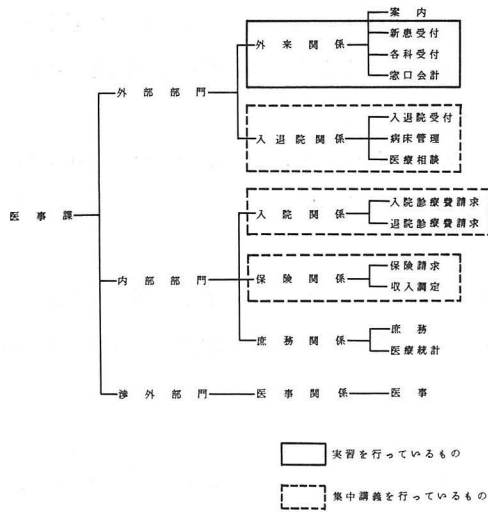 案内
新患受付
外来関係
各科受付
窓口会計
外部部門
入退院受付
入退院関係
病床管理
医療相談
医事課
入院診療費請求
入院関係
退院診療費請求
保険請求
内部部門
保険関係
収入調定
庶務
庶務関係
医療統計
渉外部門
医事関係
医事
実習を行っているもの
集中講義を行っているもの